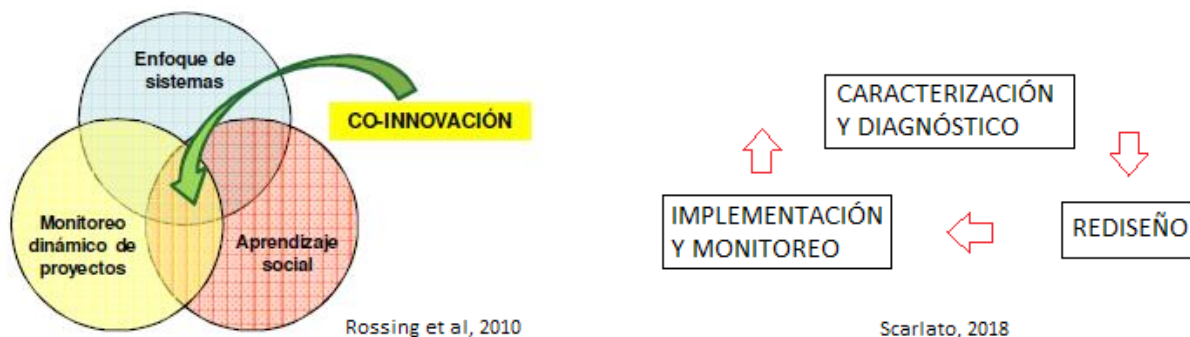 Enfoque de
sistemas
CO-INNOVACIÓN
Monitoreo
dinámico de
proyectos
Aprendizaje
social
Rossing et al, 2010
CARACTERIZACIÓN
Y DIAGNÓSTICO
IMPLEMENTACIÓN
Y MONITOREO
REDISEÑO
Scarlato, 2018